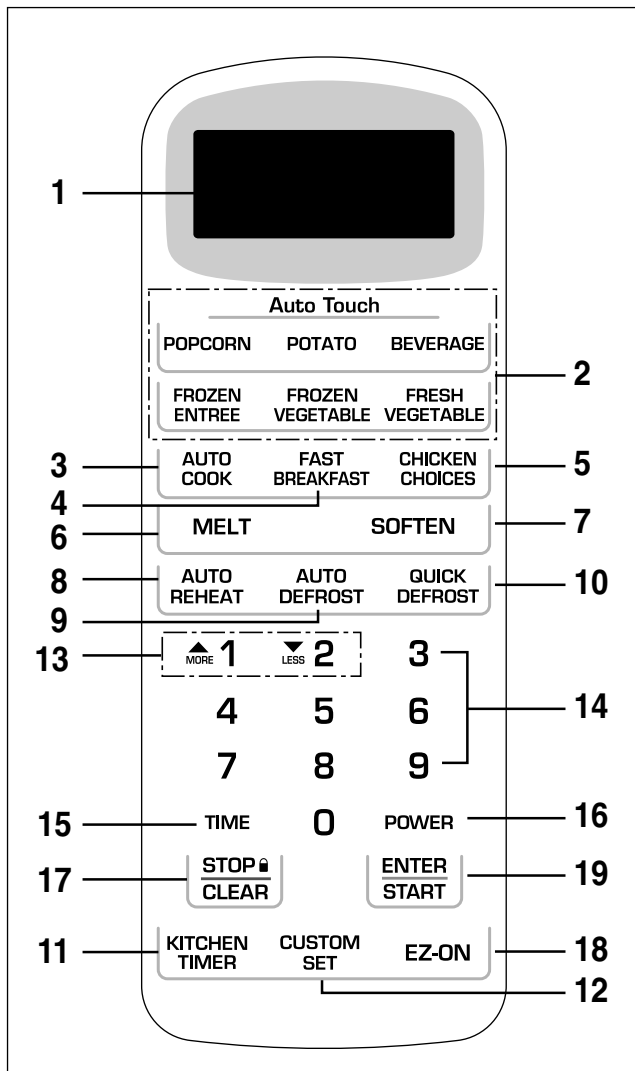 1
Auto Touch
POPCORN POTATO BEVERAGE
2
FROZEN ENTREE FROZEN VEGETABLE FRESH VEGETABLE
3 AUTO COOK FAST BREAKFAST CHICKEN CHOICES 5
4
6 MELT SOFTEN 7
8 AUTO REHEAT AUTO DEFROST QUICK DEFROST 10
9
13 ▲ MORE 1 ▼ LESS 2 3
4 5 6 14
7 8 9
15 TIME 0 POWER 16
17 STOP CLEAR ENTER START 19
11 KITCHEN TIMER CUSTOM SET EZ-ON 18
12